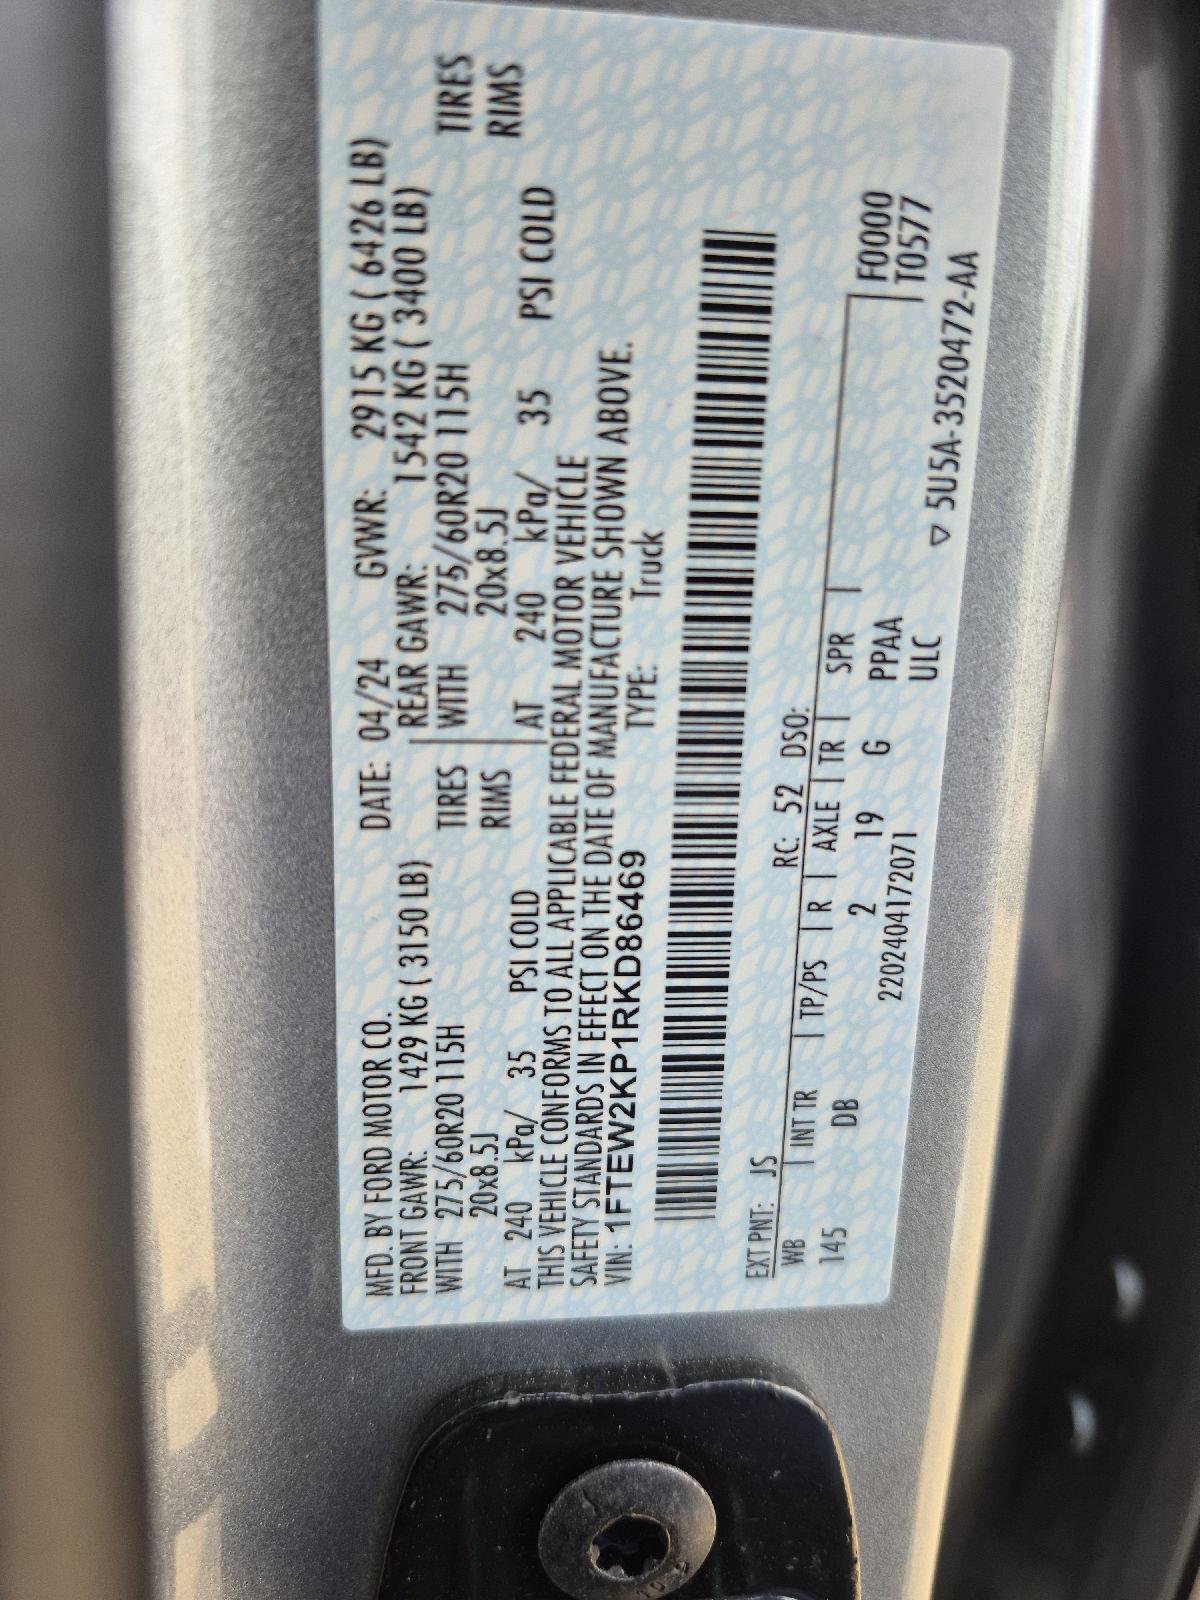 MFD. BY FORD MOTOR CO. DATE: 04/24 GVWR: 2915 KG ( 6426 LB)
FRONT GAWR: 1429 KG ( 3150 LB) REAR GAWR: 1542 KG ( 3400 LB)
WITH 275/60R20 115H TIRES WITH 275/60R20 115H TIRES
20x8.5J RIMS 20x8.5J RIMS
AT 240 kPa/ 35 PSI COLD AT 240 kPa/ 35 PSI COLD
THIS VEHICLE CONFORMS TO ALL APPLICABLE FEDERAL MOTOR VEHICLE
SAFETY STANDARDS IN EFFECT ON THE DATE OF MANUFACTURE SHOWN ABOVE.
VIN: 1FTEW2KP1RKD86469 TYPE: Truck
EXT PNT: JS RC: 52 DSO:
WB | INT TR | TP/PS | R | AXLE | TR | SPR | F0000
145 DB 2 19 G PPAA T0577
2202404172071 ULC
▽ 5U5A-3520472-AA